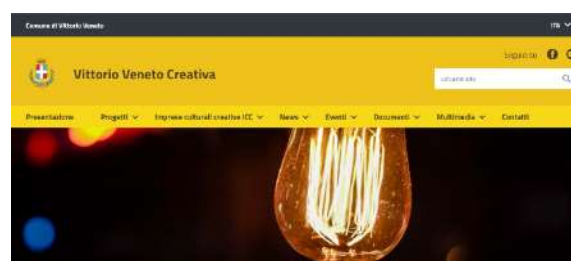 Comune di Vittorio Veneto
ITA
Seguici su
Vittorio Veneto Creativa
Presentazione Progetti Imprese culturali creative ICC News Eventi Documenti Multimedia Contatti